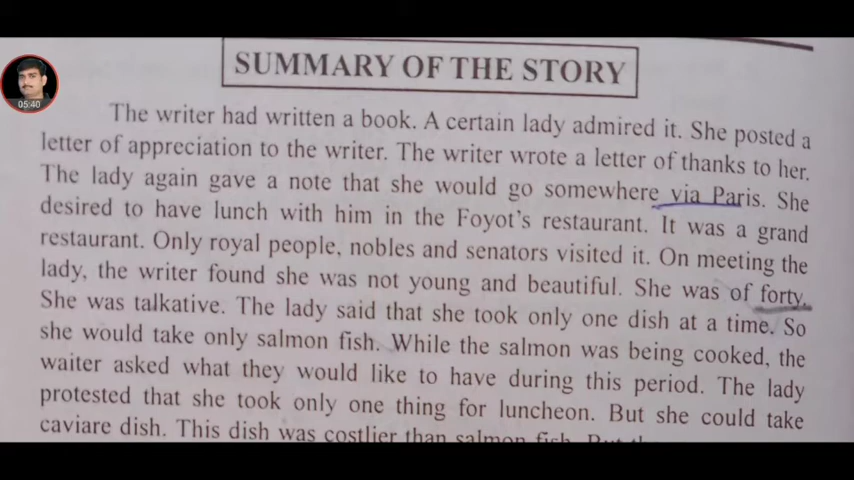 SUMMARY OF THE STORY
05:40
The writer had written a book. A certain lady admired it. She posted a
letter of appreciation to the writer. The writer wrote a letter of thanks to her.
The lady again gave a note that she would go somewhere via Paris. She
desired to have lunch with him in the Foyot's restaurant. It was a grand
restaurant. Only royal people, nobles and senators visited it. On meeting the
lady, the writer found she was not young and beautiful. She was of forty.
She was talkative. The lady said that she took only one dish at a time. So
she would take only salmon fish. While the salmon was being cooked, the
waiter asked what they would like to have during this period. The lady
protested that she took only one thing for luncheon. But she could take
caviare dish. This dish was costlier than salmon fish. But